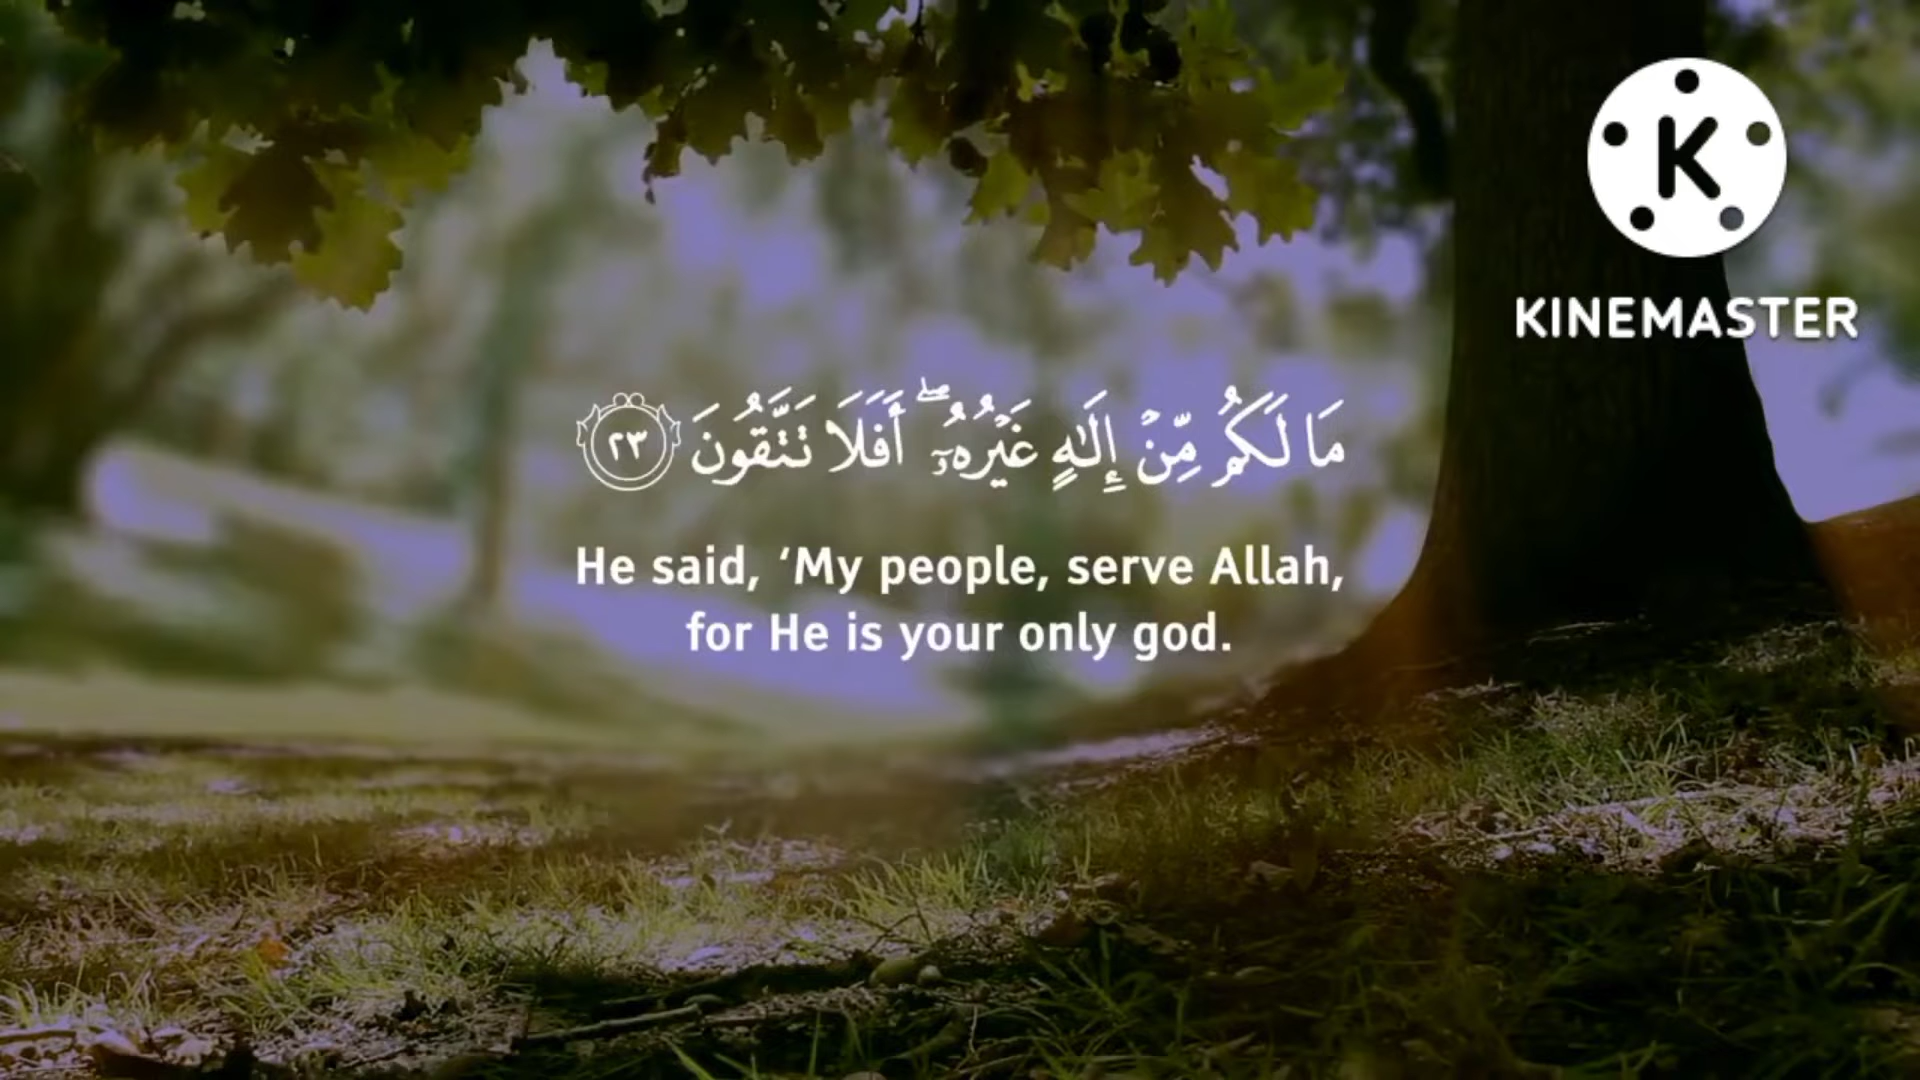 K
KINEMASTER
مَا لَكُم مِّنْ إِلَٰهٍ غَيْرُهُۥٓ ۖ أَفَلَا تَتَّقُونَ ٢٣
He said, ‘My people, serve Allah,
for He is your only god.